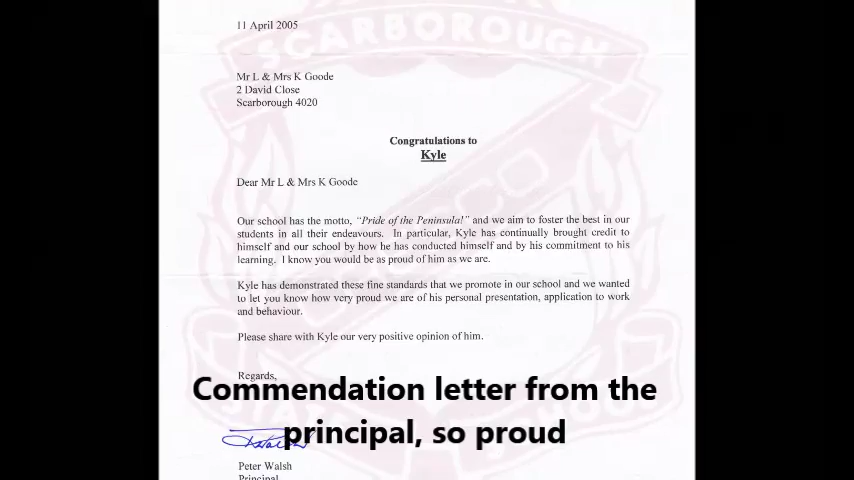 SCARBOROUGH
11 April 2005
Mr L & Mrs K Goode
2 David Close
Scarborough 4020
Congratulations to
Kyle
Dear Mr L & Mrs K Goode
Our school has the motto, “Pride of the Peninsula!” and we aim to foster the best in our
students in all their endeavours. In particular, Kyle has continually brought credit to
himself and our school by how he has conducted himself and by his commitment to his
learning. I know you would be as proud of him as we are.
Kyle has demonstrated these fine standards that we promote in our school and we wanted
to let you know how very proud we are of his personal presentation, application to work
and behaviour.
Please share with Kyle our very positive opinion of him.
Regards,
Commendation letter from the
principal, so proud
Peter Walsh
Principal